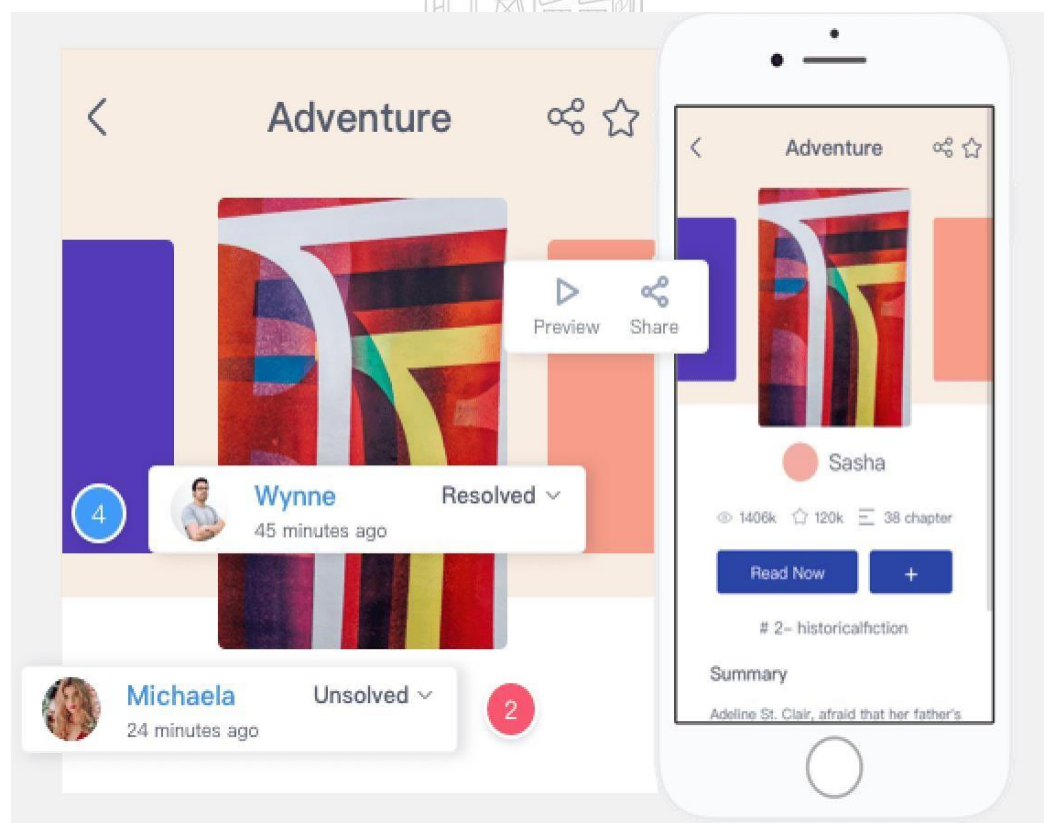 Adventure
Preview Share
4
Wynne Resolved
45 minutes ago
Michaela Unsolved
24 minutes ago
2
Adventure
Sasha
1406k 120k 38 chapter
Read Now +
# 2- historicalfiction
Summary
Adeline St. Clair, afraid that her father's